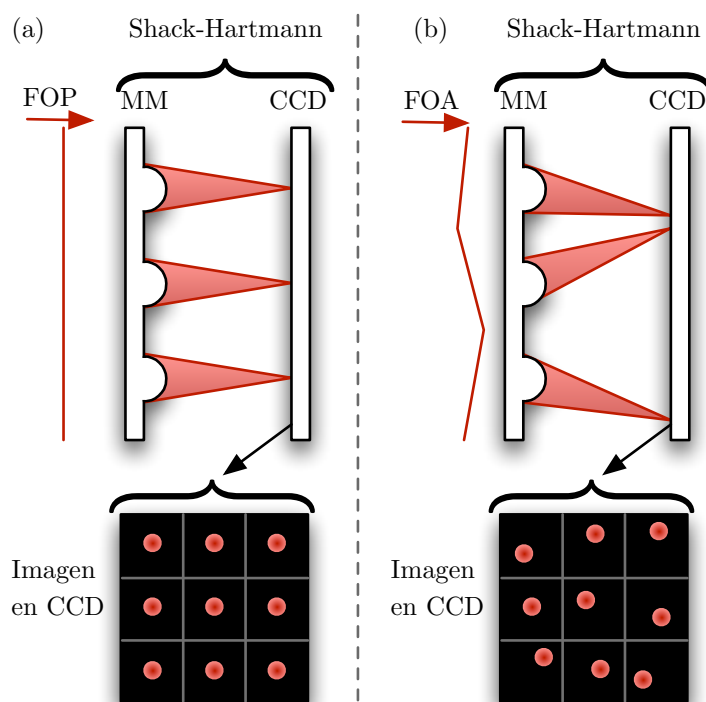 (a)
Shack-Hartmann
FOP
MM
CCD
Imagen
en CCD
(b)
Shack-Hartmann
FOA
MM
CCD
Imagen
en CCD